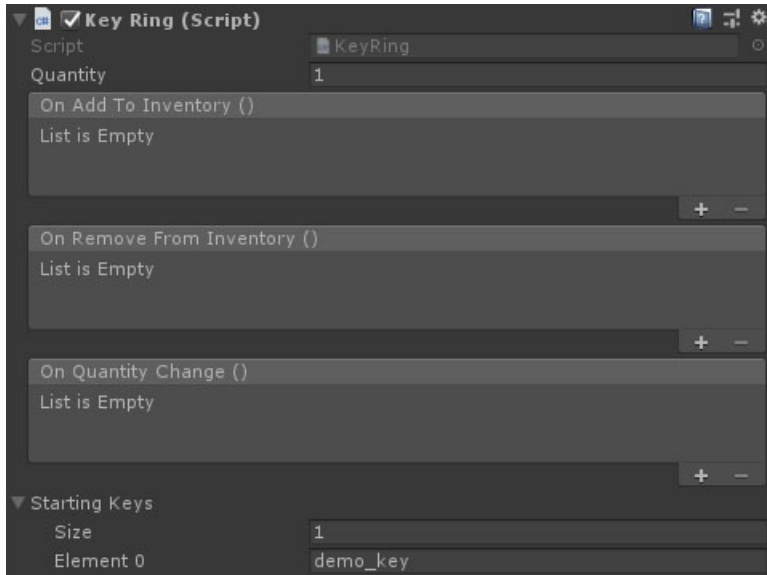 Key Ring (Script)
Script KeyRing
Quantity 1
On Add To Inventory ()
List is Empty
+ −
On Remove From Inventory ()
List is Empty
+ −
On Quantity Change ()
List is Empty
+ −
Starting Keys
Size 1
Element 0 demo_key